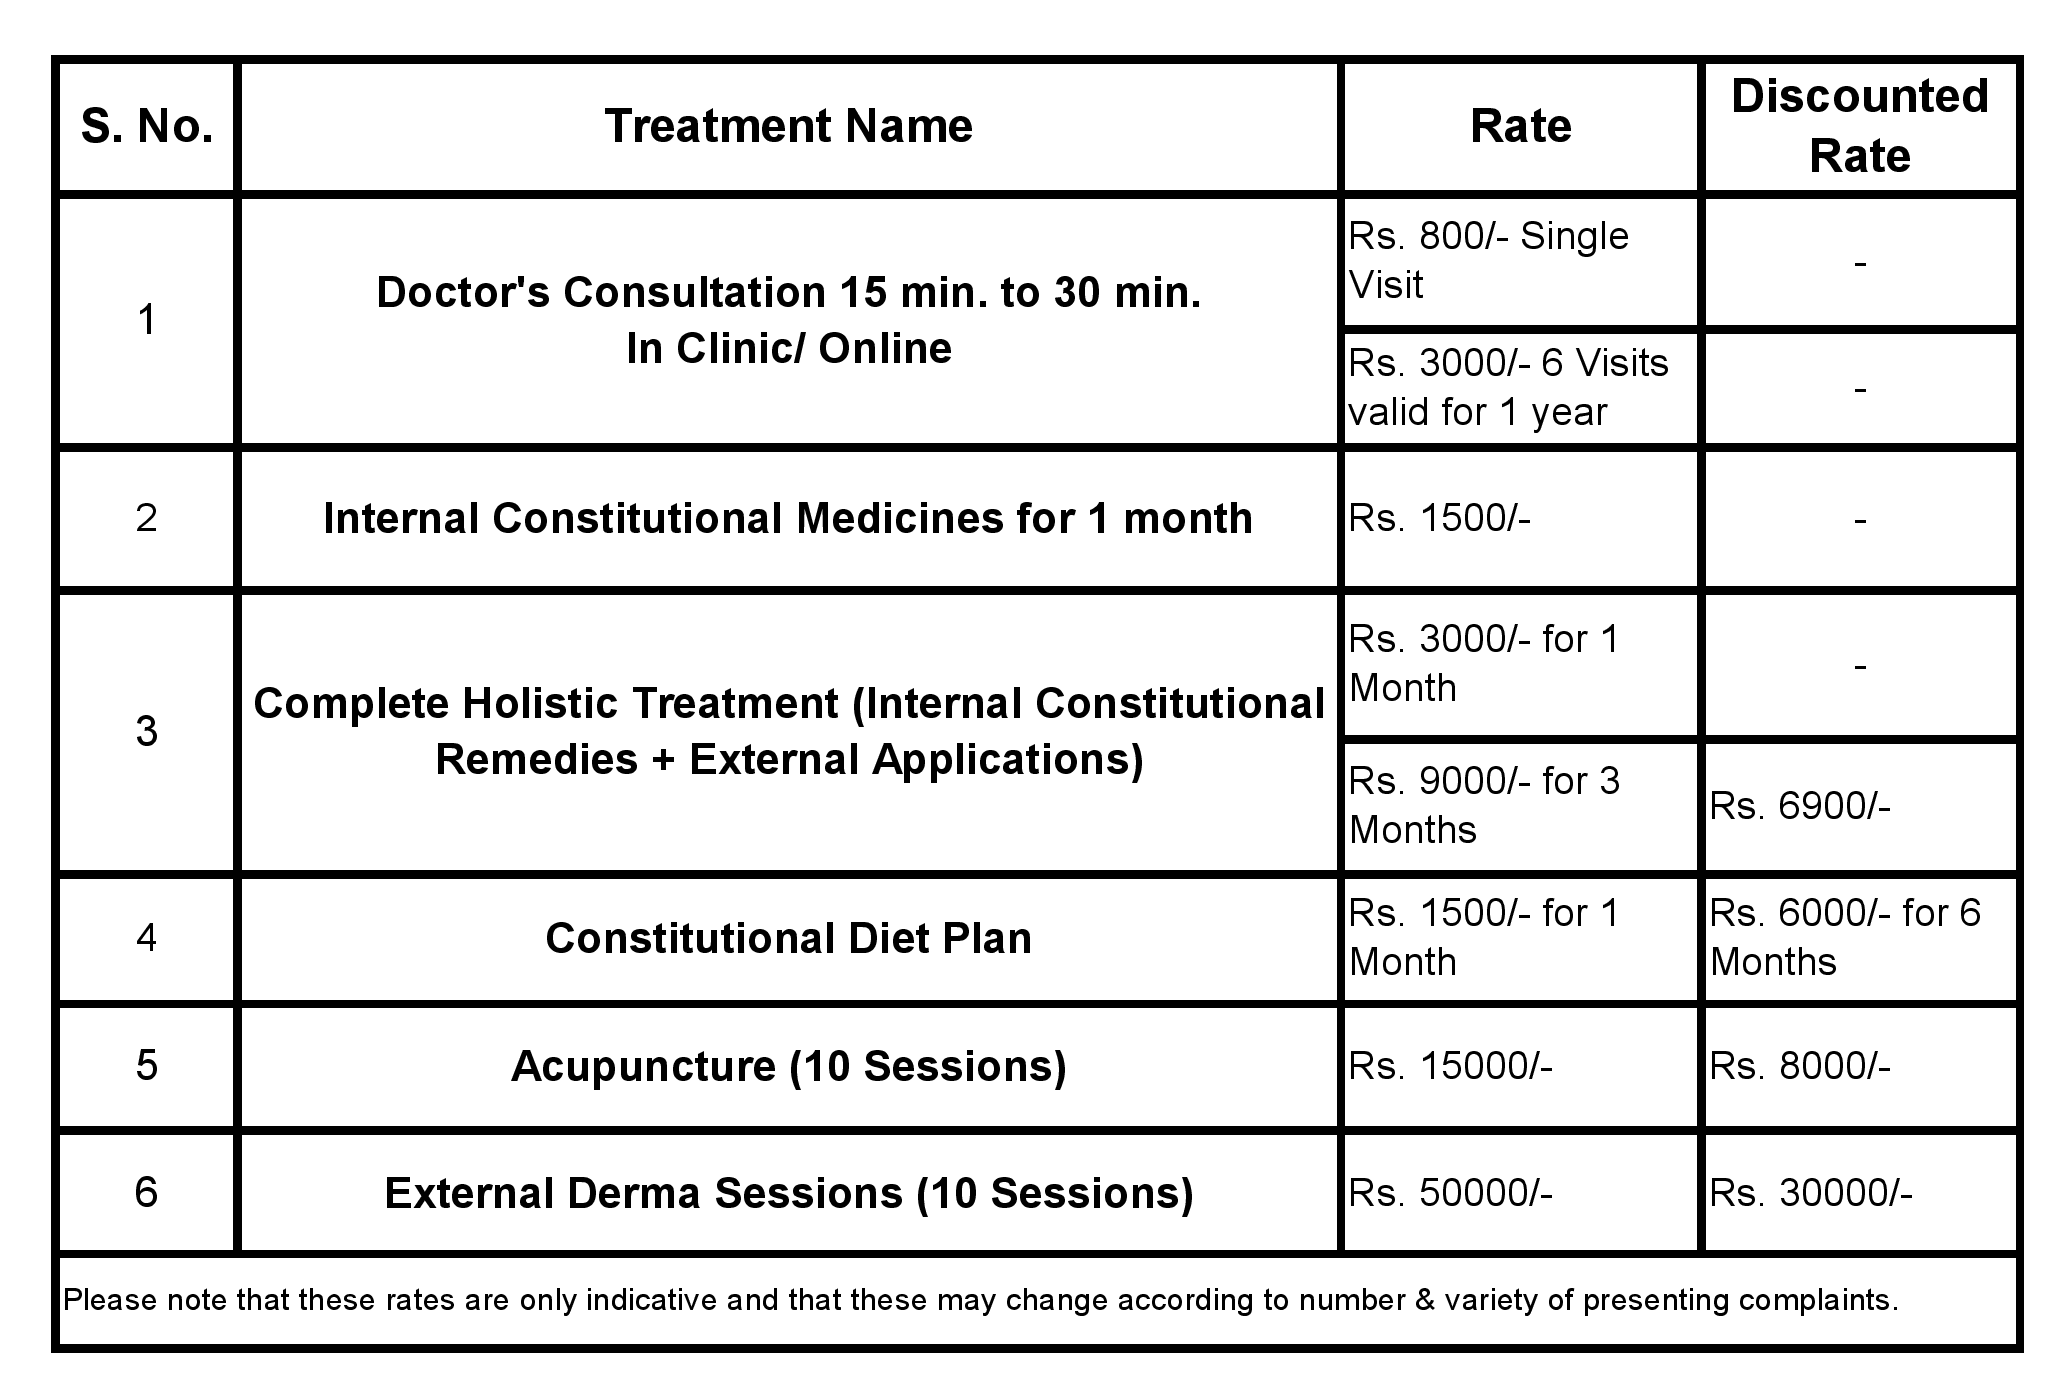 S. No.
Treatment Name
Rate
Discounted
Rate
1
Doctor's Consultation 15 min. to 30 min.
In Clinic/ Online
Rs. 800/- Single
Visit
-
Rs. 3000/- 6 Visits
valid for 1 year
-
2
Internal Constitutional Medicines for 1 month
Rs. 1500/-
-
3
Complete Holistic Treatment (Internal Constitutional
Remedies + External Applications)
Rs. 3000/- for 1
Month
-
Rs. 9000/- for 3
Months
Rs. 6900/-
4
Constitutional Diet Plan
Rs. 1500/- for 1
Month
Rs. 6000/- for 6
Months
5
Acupuncture (10 Sessions)
Rs. 15000/-
Rs. 8000/-
6
External Derma Sessions (10 Sessions)
Rs. 50000/-
Rs. 30000/-
Please note that these rates are only indicative and that these may change according to number & variety of presenting complaints.